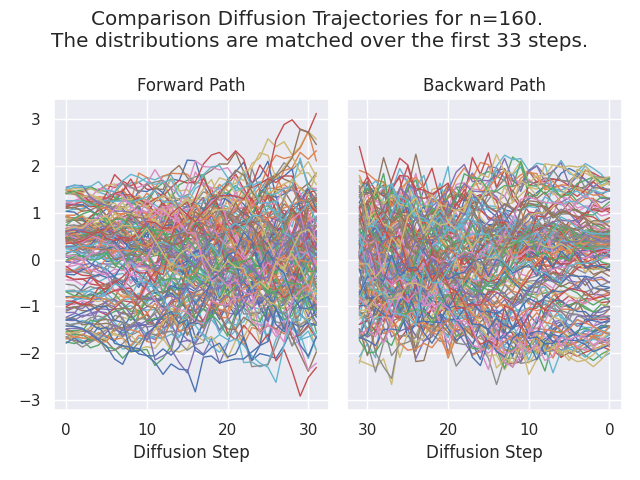 Comparison Diffusion Trajectories for n=160.
The distributions are matched over the first 33 steps.
Forward Path
Backward Path
3
2
1
0
−1
−2
−3
0 10 20 30
30 20 10 0
Diffusion Step
Diffusion Step